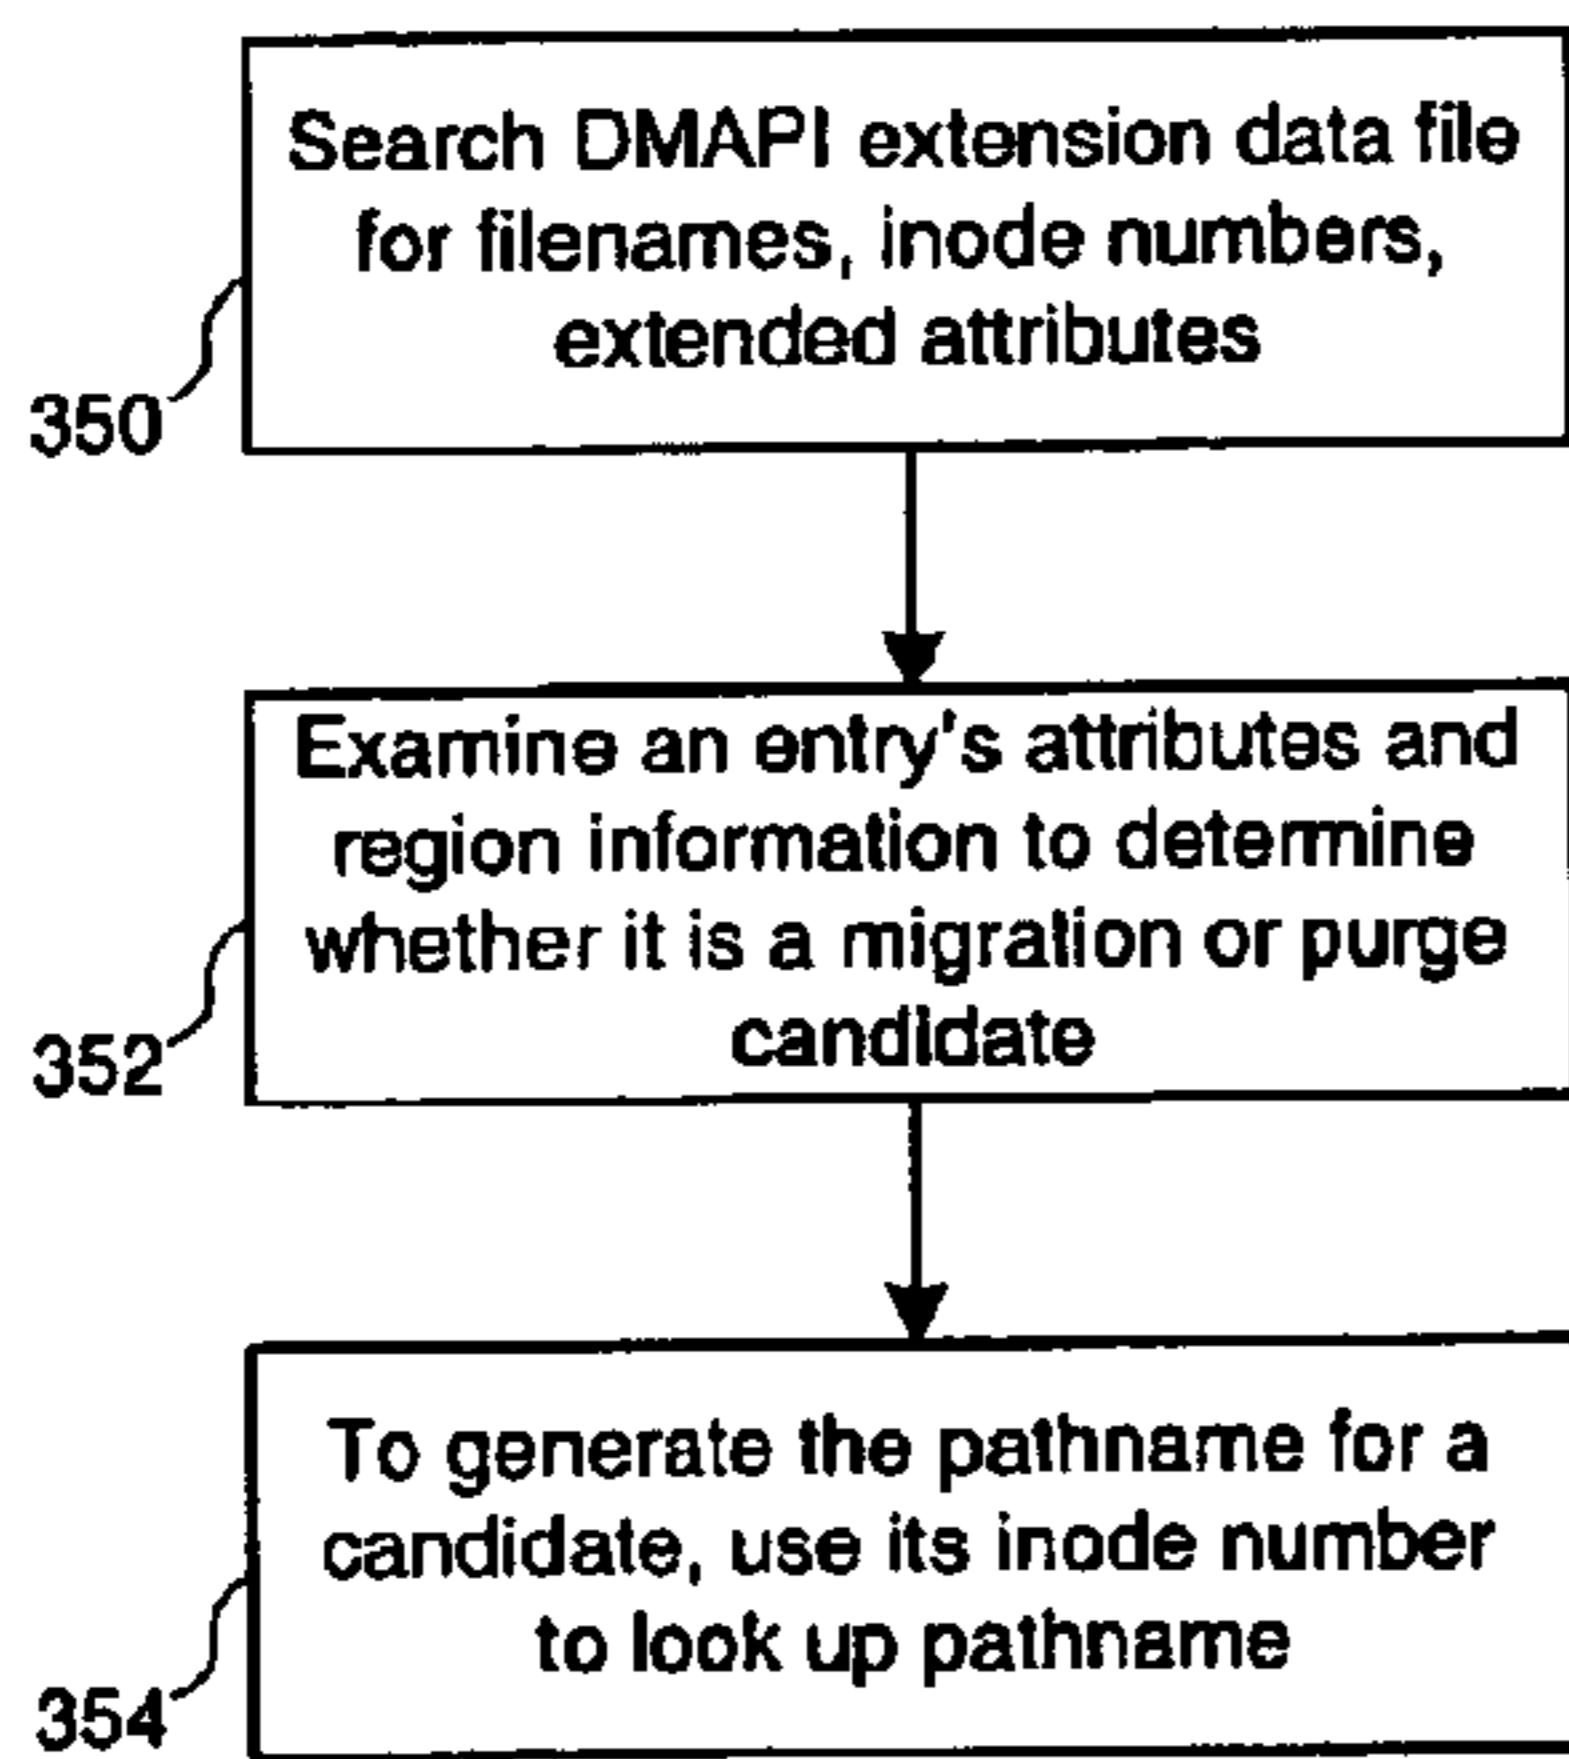 Search DMAPI extension data file
for filenames, inode numbers,
extended attributes
350
Examine an entry's attributes and
region information to determine
whether it is a migration or purge
candidate
352
To generate the pathname for a
candidate, use its inode number
to look up pathname
354